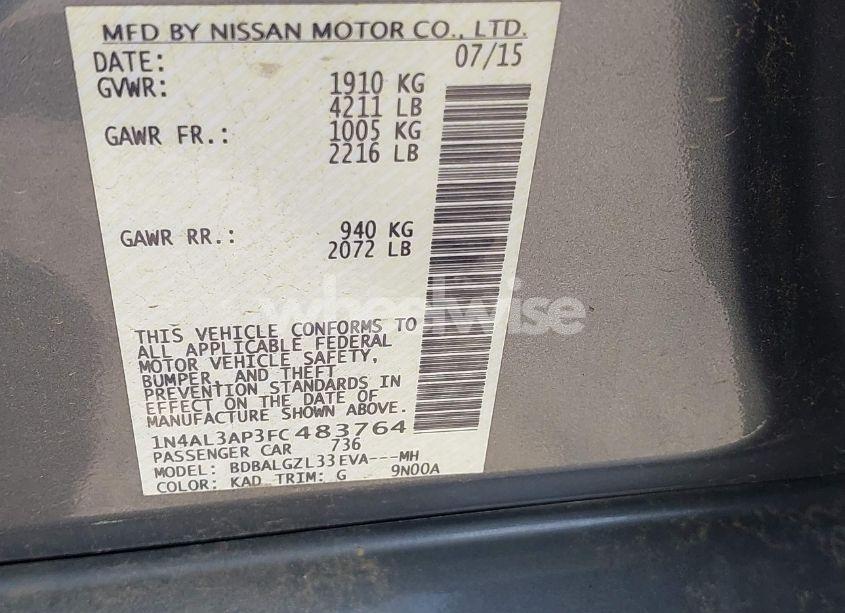 MFD BY NISSAN MOTOR CO., LTD.
DATE: 07/15
GVWR: 1910 KG
4211 LB
GAWR FR.: 1005 KG
2216 LB
GAWR RR.: 940 KG
2072 LB
wheelwise
THIS VEHICLE CONFORMS TO
ALL APPLICABLE FEDERAL
MOTOR VEHICLE SAFETY,
BUMPER, AND THEFT
PREVENTION STANDARDS IN
EFFECT ON THE DATE OF
MANUFACTURE SHOWN ABOVE.
1N4AL3AP3FC483764
PASSENGER CAR 736
MODEL: BDBALGZL33EVA---MH
COLOR: KAD TRIM: G 9N00A